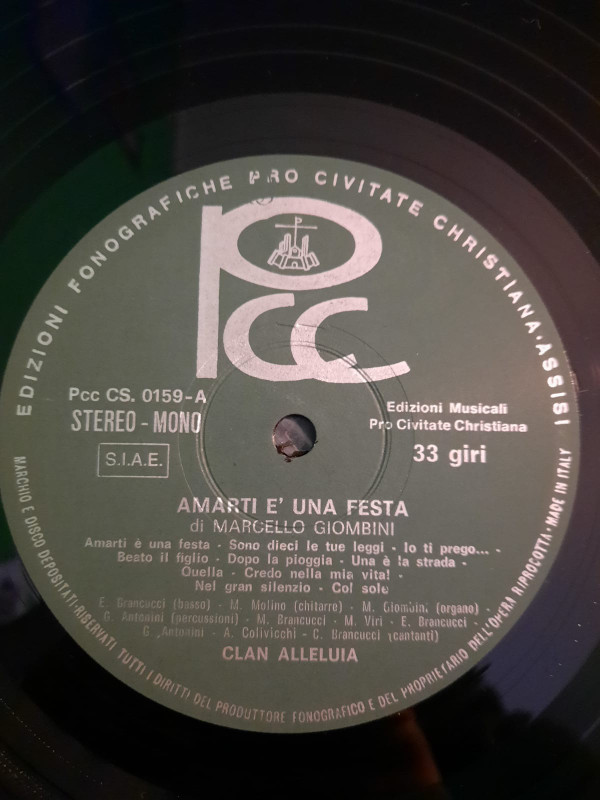 EDIZIONI FONOGRAFICHE PRO CIVITATE CHRISTIANA · ASSISI
Pcc
Pcc CS. 0159-A
STEREO - MONO
S.I.A.E.
Edizioni Musicali
Pro Civitate Christiana
33 giri
AMARTI E' UNA FESTA
di MARCELLO GIOMBINI
Amarti è una festa - Sono dieci le tue leggi - Io ti prego... -
Beato il figlio - Dopo la pioggia - Una è la strada -
Quella - Credo nella mia vita! -
Nel gran silenzio - Col sole
E. Brancucci (basso) - M. Molino (chitarre) - M. Giombini (organo) -
G. Antonini (percussioni) - M. Brancucci - M. Viri - E. Brancucci
G. Antonini - A. Colivicchi - C. Brancucci (cantanti)
CLAN ALLELUIA
MARCHIO E DISCO DEPOSITATI · RISERVATI TUTTI I DIRITTI DEL PRODUTTORE FONOGRAFICO E DEL PROPRIETARIO DELL'OPERA RIPRODOTTA · MADE IN ITALY